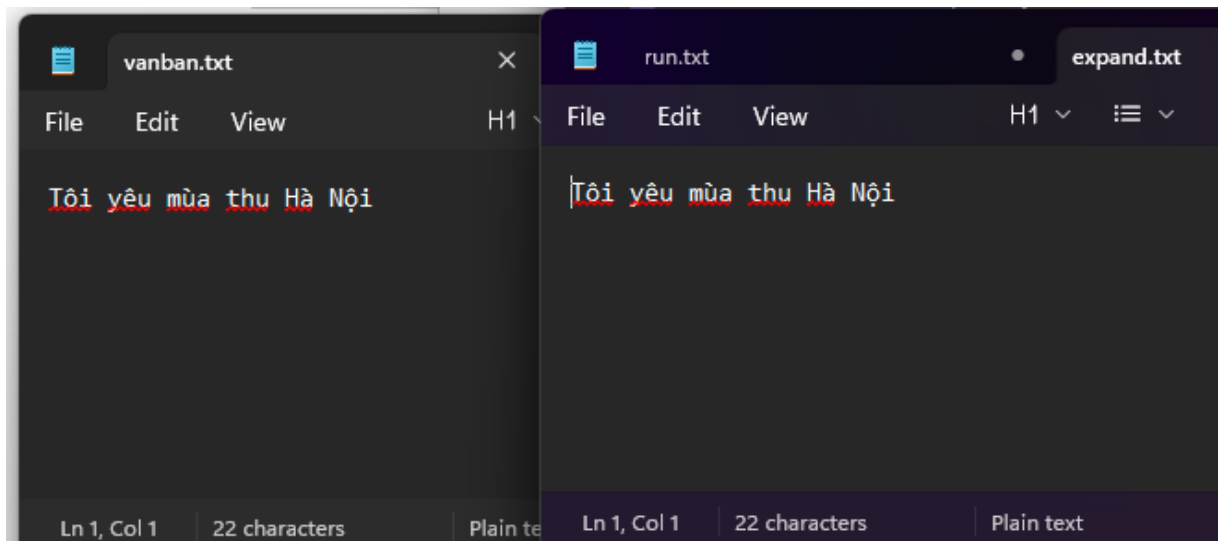 vanban.txt
File Edit View H1
Tôi yêu mùa thu Hà Nội
Ln 1, Col 1 22 characters Plain te
run.txt expand.txt
File Edit View H1
Tôi yêu mùa thu Hà Nội
Ln 1, Col 1 22 characters Plain text